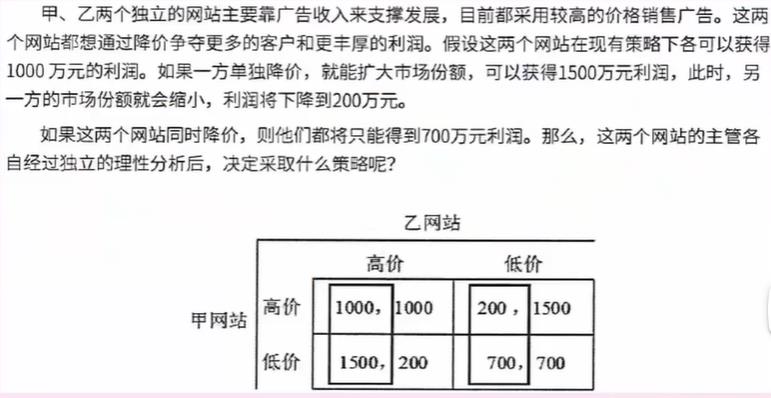 甲、乙两个独立的网站主要靠广告收入来支撑发展，目前都采用较高的价格销售广告。这两
个网站都想通过降价争夺更多的客户和更丰厚的利润。假设这两个网站在现有策略下各可以获得
1000万元的利润。如果一方单独降价，就能扩大市场份额，可以获得1500万元利润，此时，另
一方的市场份额就会缩小，利润将下降到200万元。
如果这两个网站同时降价，则他们都将只能得到700万元利润。那么，这两个网站的主管各
自经过独立的理性分析后，决定采取什么策略呢？
乙网站
高价 低价
甲网站
高价 1000，1000 200，1500
低价 1500，200 700，700